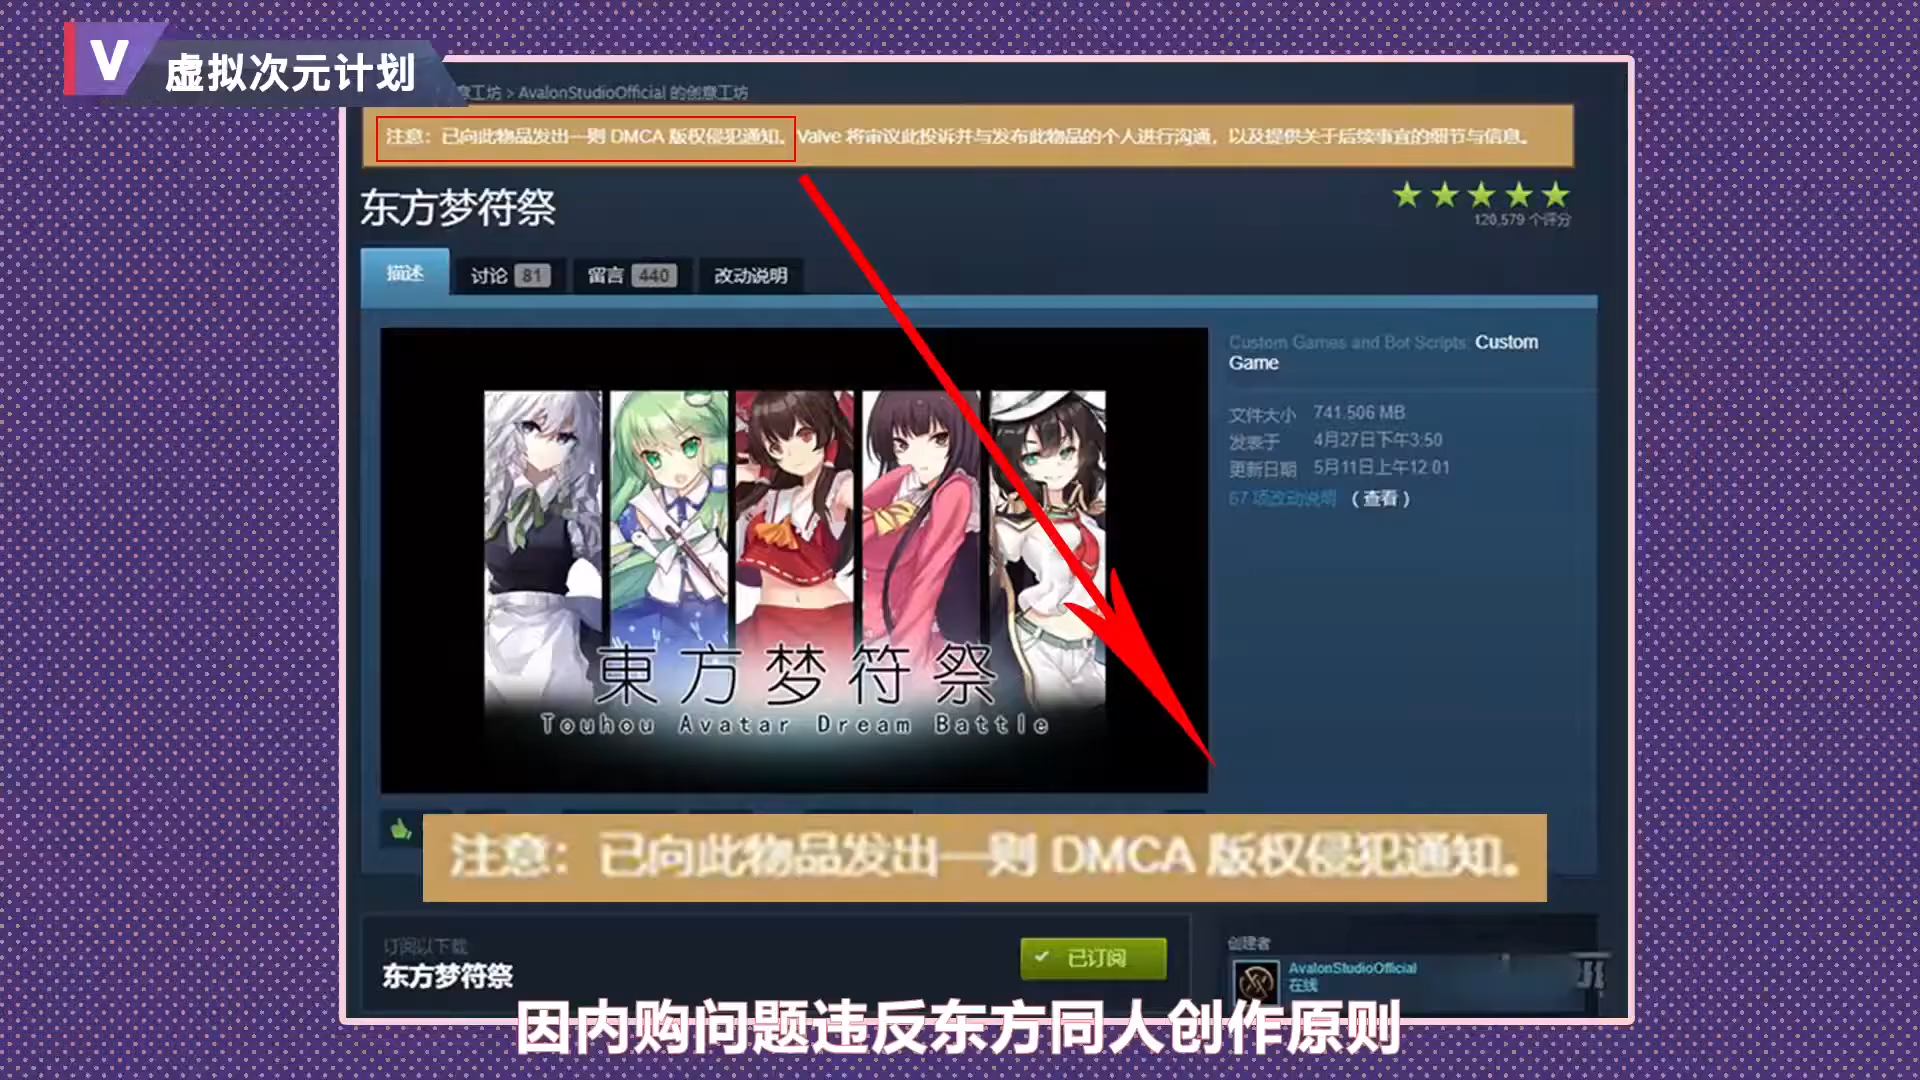 V 虚拟次元计划
意工坊 > AvalonStudioOfficial 的创意工坊
注意：已向此物品发出一则 DMCA 版权侵犯通知。Valve 将审议此投诉并与发布此物品的个人进行沟通，以及提供关于后续事宜的细节与信息。
东方梦符祭
120,579 个评分
描述 讨论 81 留言 440 改动说明
Custom Games and Bot Scripts: Custom
Game
文件大小 741.506 MB
发表于 4月27日下午3:50
更新日期 5月11日上午12:01
67 项改动说明 （ 查看 ）
東方梦符祭
Touhou Avatar Dream Battle
注意：已向此物品发出一则 DMCA 版权侵犯通知。
订阅以下载
东方梦符祭
已订阅
创建者
AvalonStudioOfficial
在线
因内购问题违反东方同人创作原则